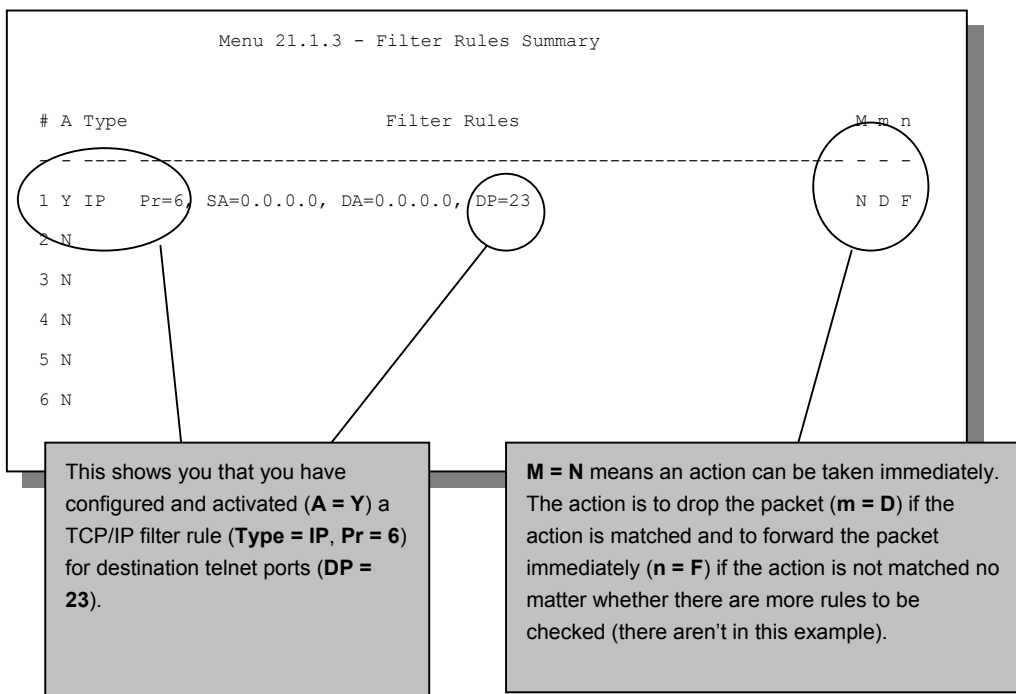 Menu 21.1.3 - Filter Rules Summary
# A Type Filter Rules M m n
- - ---- --------------------------------------------------------------- - - -
1 Y IP Pr=6, SA=0.0.0.0, DA=0.0.0.0, DP=23 N D F
2 N
3 N
4 N
5 N
6 N
This shows you that you have
configured and activated (A = Y) a
TCP/IP filter rule (Type = IP, Pr = 6)
for destination telnet ports (DP =
23).
M = N means an action can be taken immediately.
The action is to drop the packet (m = D) if the
action is matched and to forward the packet
immediately (n = F) if the action is not matched no
matter whether there are more rules to be
checked (there aren't in this example).